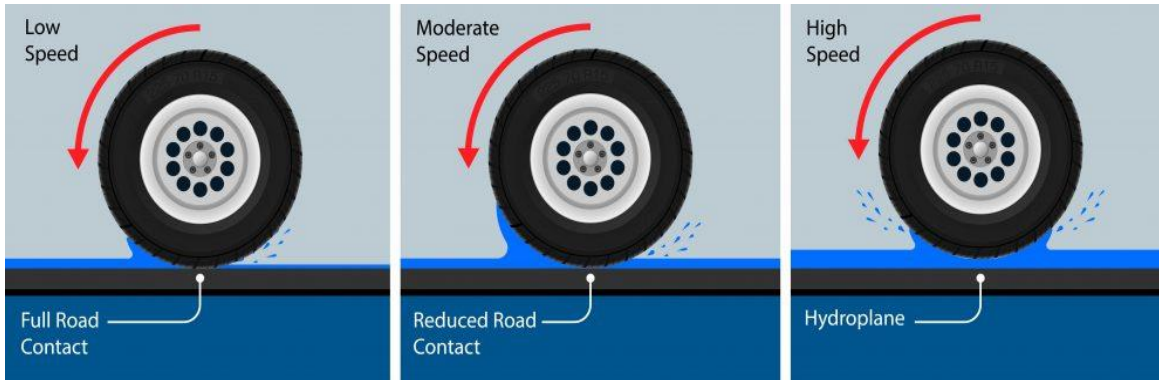 Low
Speed
Full Road
Contact
Moderate
Speed
Reduced Road
Contact
High
Speed
Hydroplane